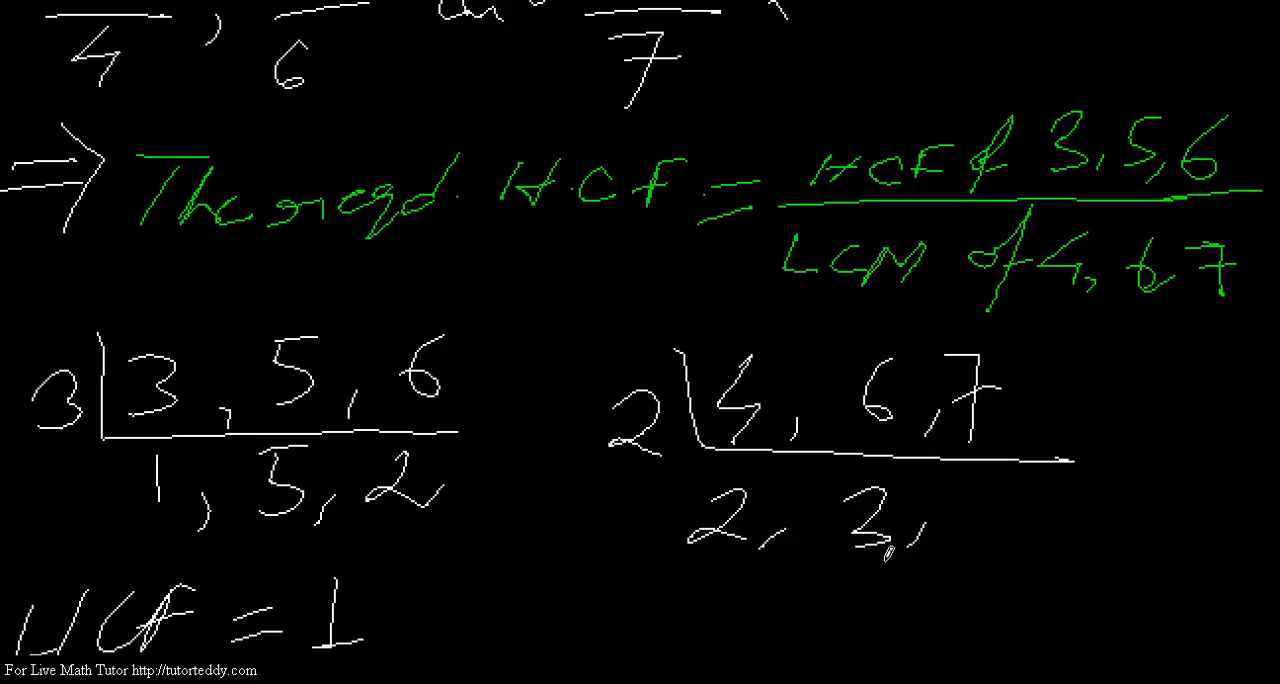 4 , 6 7
⇒ The reqd. H.C.F = HCF of 3, 5, 6
LCM of 4, 6 7
3 3 , 5 , 6 2 4 , 6 , 7
1 , 5 , 2 2 , 3 ,
HCF = 1
For Live Math Tutor http://tutorteddy.com